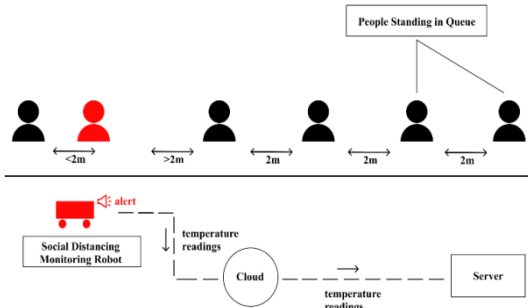 People Standing in Queue
<2m
>2m
2m
2m
2m
alert
temperature
readings
Social Distancing
Monitoring Robot
Cloud
Server
temperature
readings